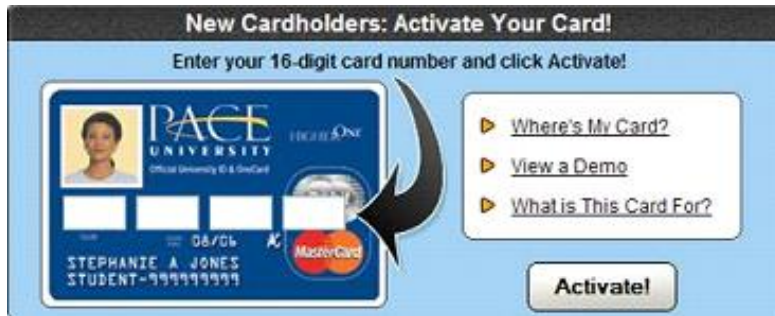 New Cardholders: Activate Your Card!
Enter your 16-digit card number and click Activate!
PACE
UNIVERSITY
Official University ID & OneCard
HIGHERONE
08/06
MasterCard
STEPHANIE A JONES
STUDENT-999999999
Where's My Card?
View a Demo
What is This Card For?
Activate!